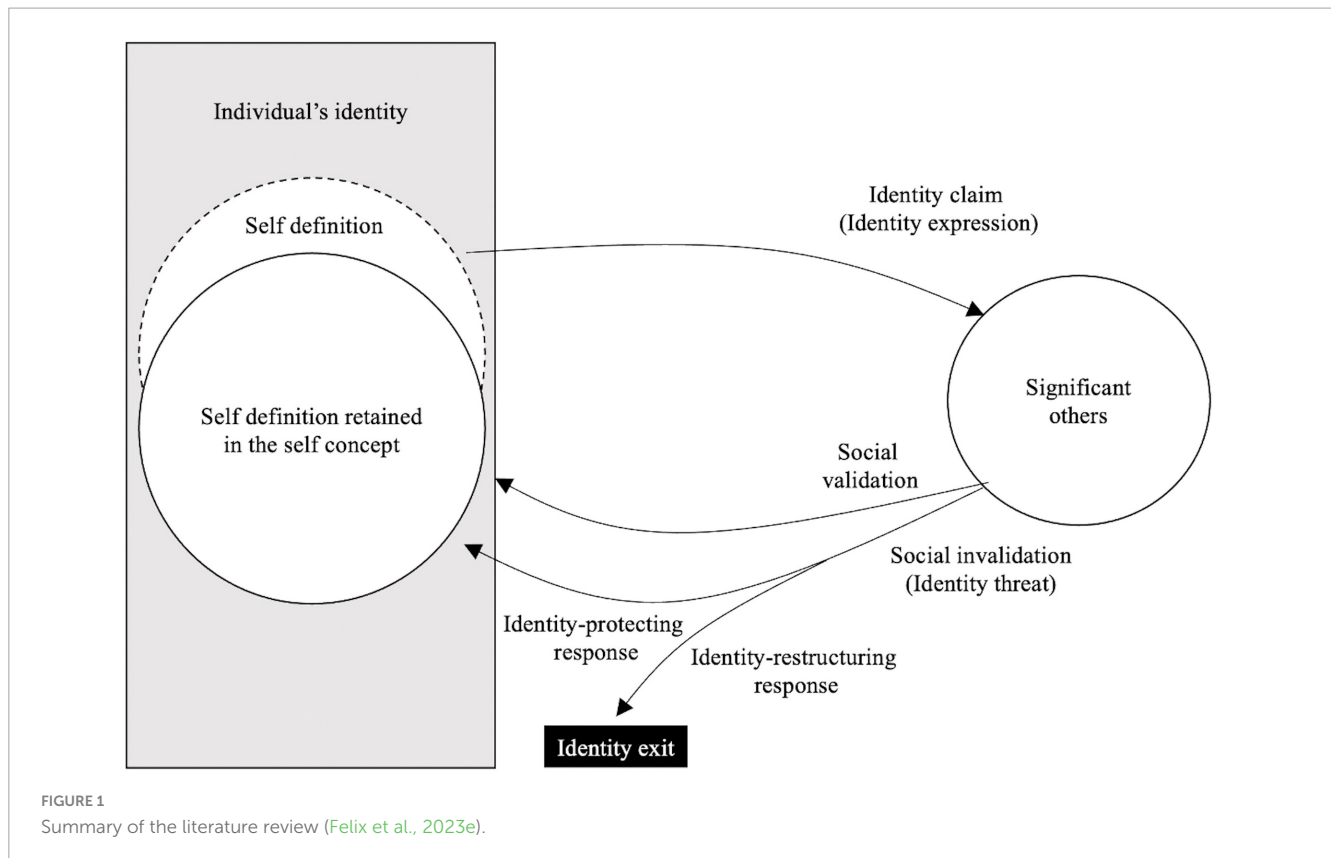 Individual’s identity
Self definition
Self definition retained
in the self concept
Identity claim
(Identity expression)
Significant
others
Social
validation
Social invalidation
(Identity threat)
Identity-protecting
response
Identity-restructuring
response
Identity exit
FIGURE 1
Summary of the literature review (Felix et al., 2023e).